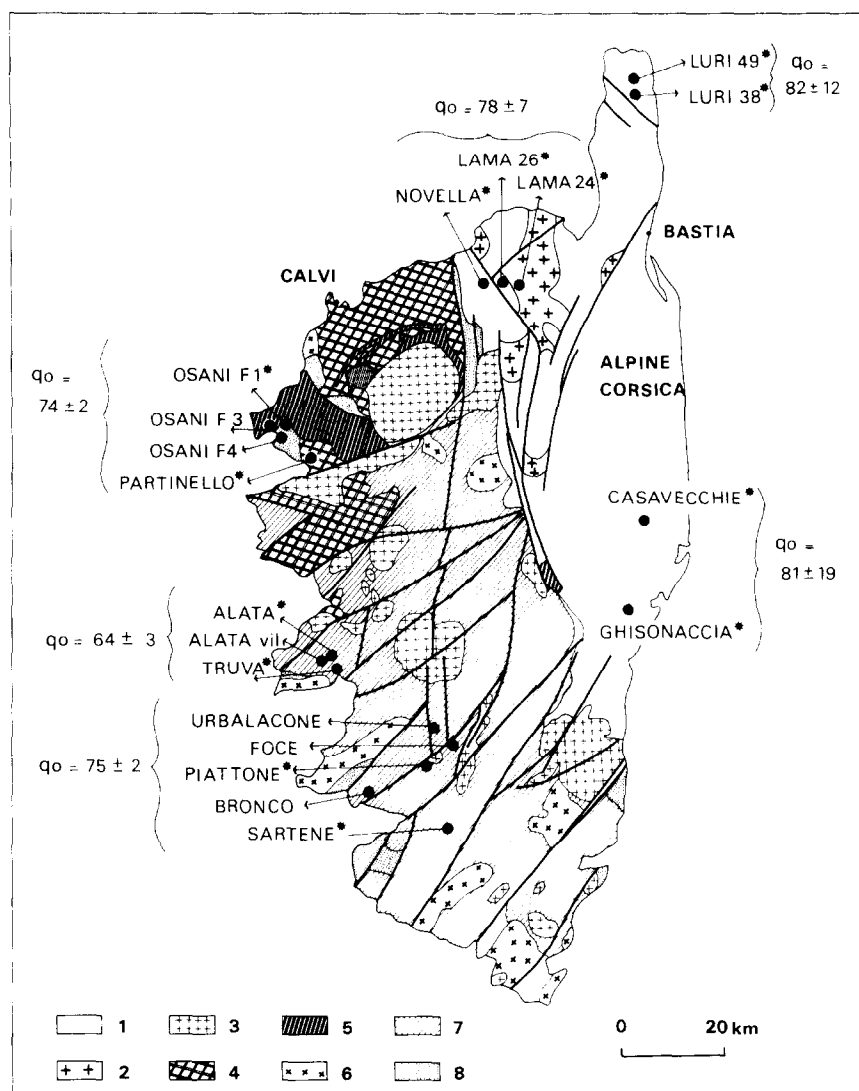 LURI 49*
LURI 38*
qo = 82 ± 12
qo = 78 ± 7
LAMA 26*
LAMA 24*
NOVELLA*
BASTIA
CALVI
ALPINE CORSICA
qo = 74 ± 2
OSANI F1*
OSANI F3
OSANI F4
PARTINELLO*
CASAVECCHIE*
qo = 81 ± 19
GHISONACCIA*
qo = 64 ± 3
ALATA*
ALATA vil
TRUVA*
qo = 75 ± 2
URBALACONE
FOCE
PIATTONE*
BRONCO
SARTENE*
1 3 5 7
2 4 6 8
0 20 km